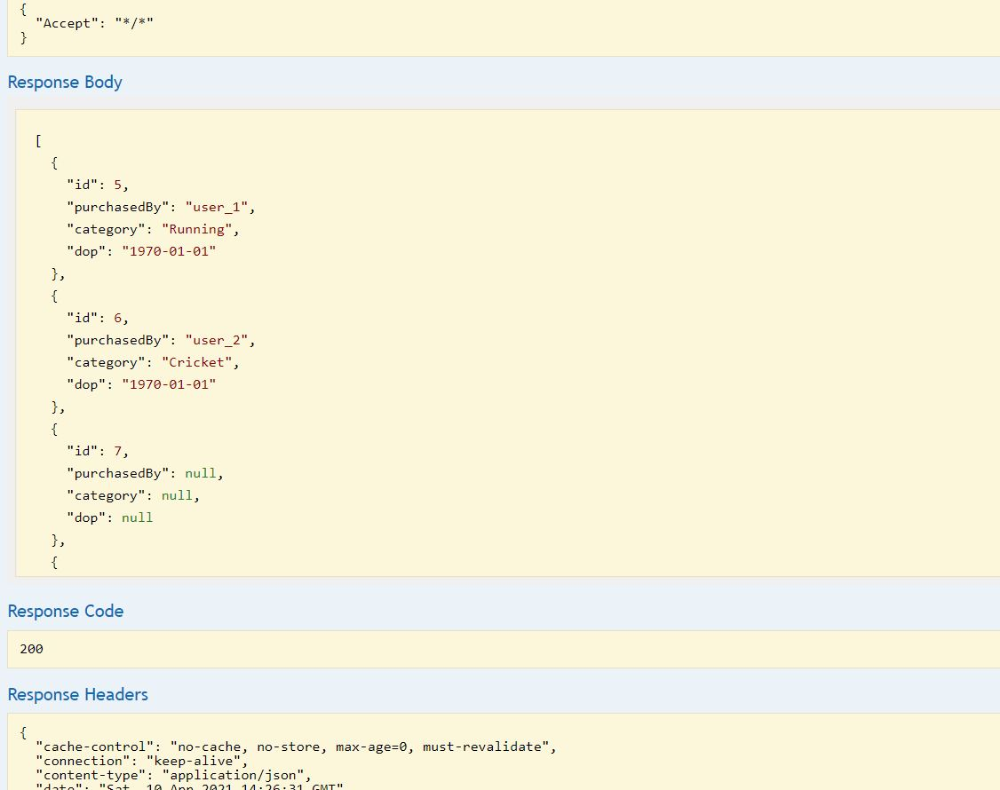 {
"Accept": "*/*"
}
Response Body
[
{
"id": 5,
"purchasedBy": "user_1",
"category": "Running",
"dop": "1970-01-01"
},
{
"id": 6,
"purchasedBy": "user_2",
"category": "Cricket",
"dop": "1970-01-01"
},
{
"id": 7,
"purchasedBy": null,
"category": null,
"dop": null
},
{
Response Code
200
Response Headers
{
"cache-control": "no-cache, no-store, max-age=0, must-revalidate",
"connection": "keep-alive",
"content-type": "application/json",
"date": "Sat, 10 Apr 2021 14:26:31 GMT"